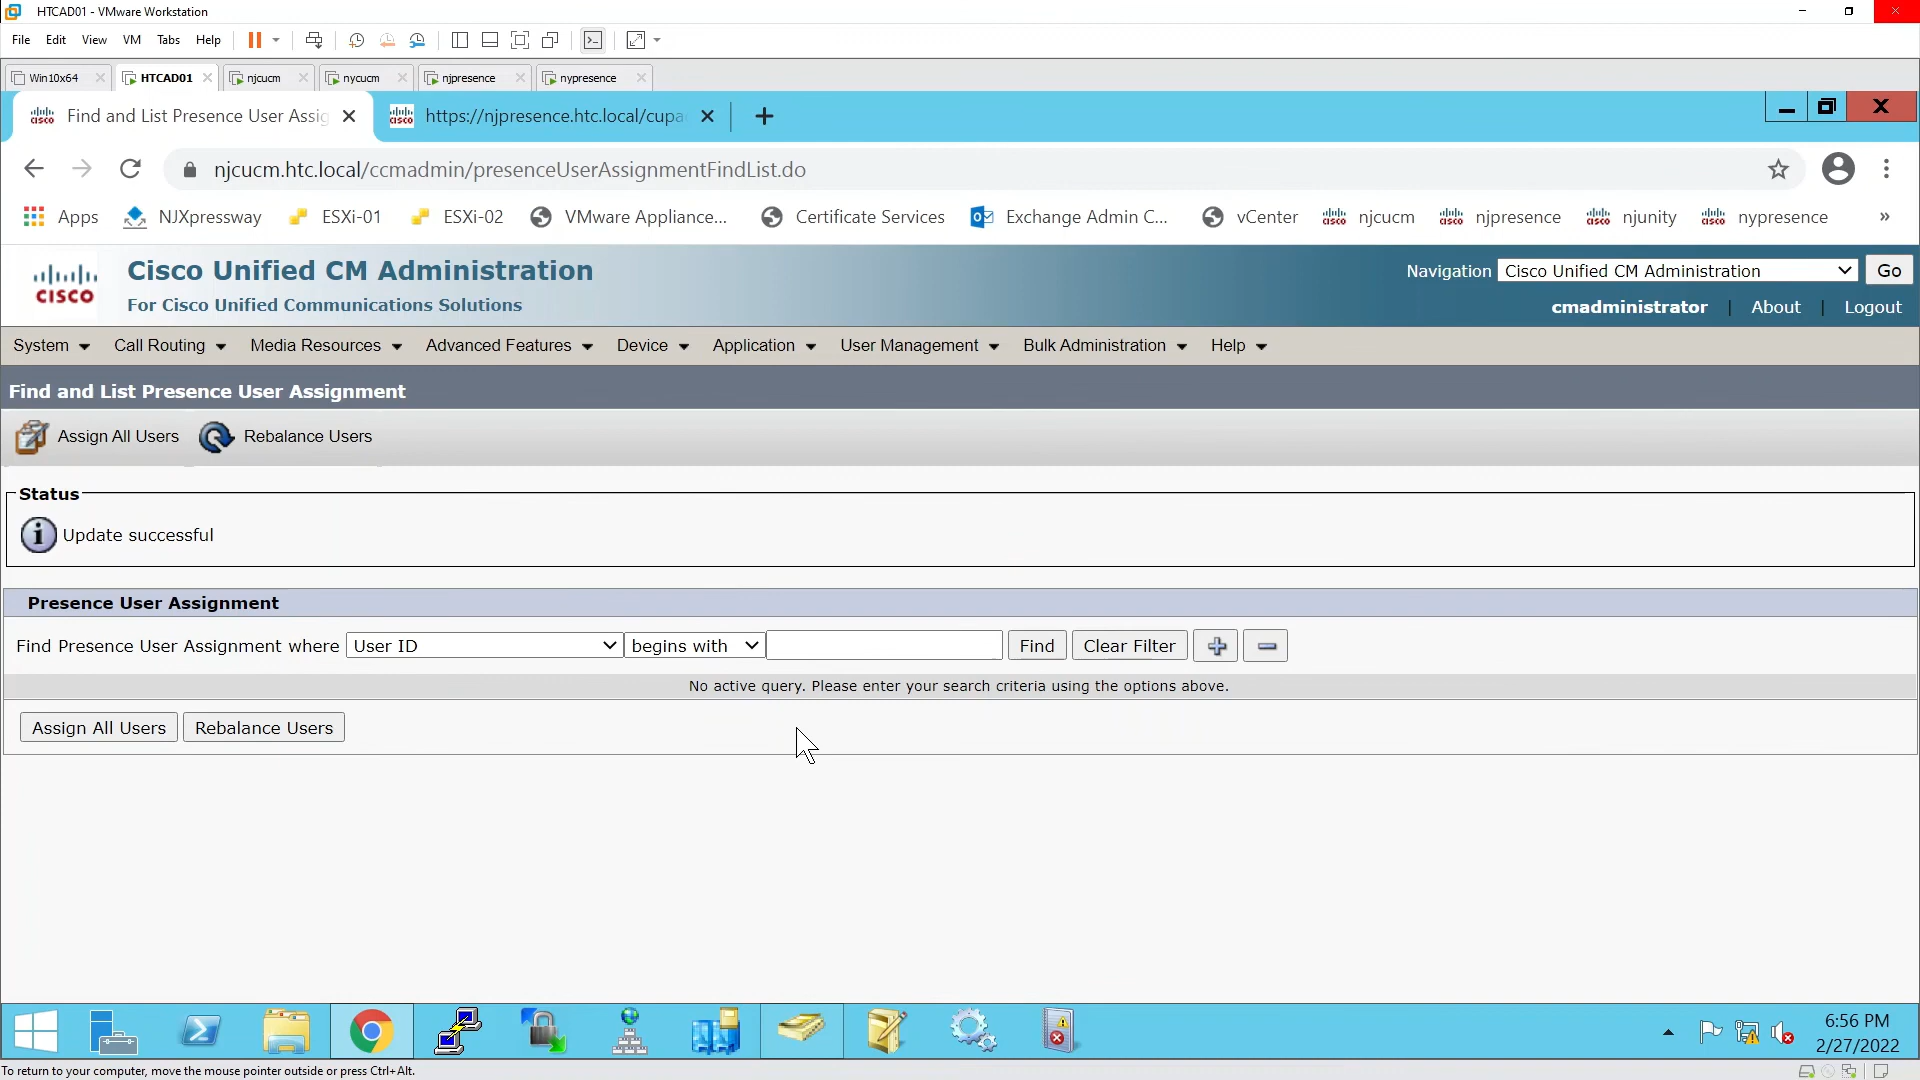 HTCAD01 - VMware Workstation
File Edit View VM Tabs Help
Win10x64 HTCAD01 njcucm nycucm njpresence nypresence
Find and List Presence User Assig https://njpresence.htc.local/cupa
njcucm.htc.local/ccmadmin/presenceUserAssignmentFindList.do
Apps NJXpressway ESXi-01 ESXi-02 VMware Appliance... Certificate Services Exchange Admin C... vCenter njcucm njpresence njunity nypresence »
CISCO Cisco Unified CM Administration Navigation Cisco Unified CM Administration Go
For Cisco Unified Communications Solutions cmadministrator | About | Logout
System Call Routing Media Resources Advanced Features Device Application User Management Bulk Administration Help
Find and List Presence User Assignment
Assign All Users Rebalance Users
Status
Update successful
Presence User Assignment
Find Presence User Assignment where User ID begins with Find Clear Filter
No active query. Please enter your search criteria using the options above.
Assign All Users Rebalance Users
6:56 PM
2/27/2022
To return to your computer, move the mouse pointer outside or press Ctrl+Alt.